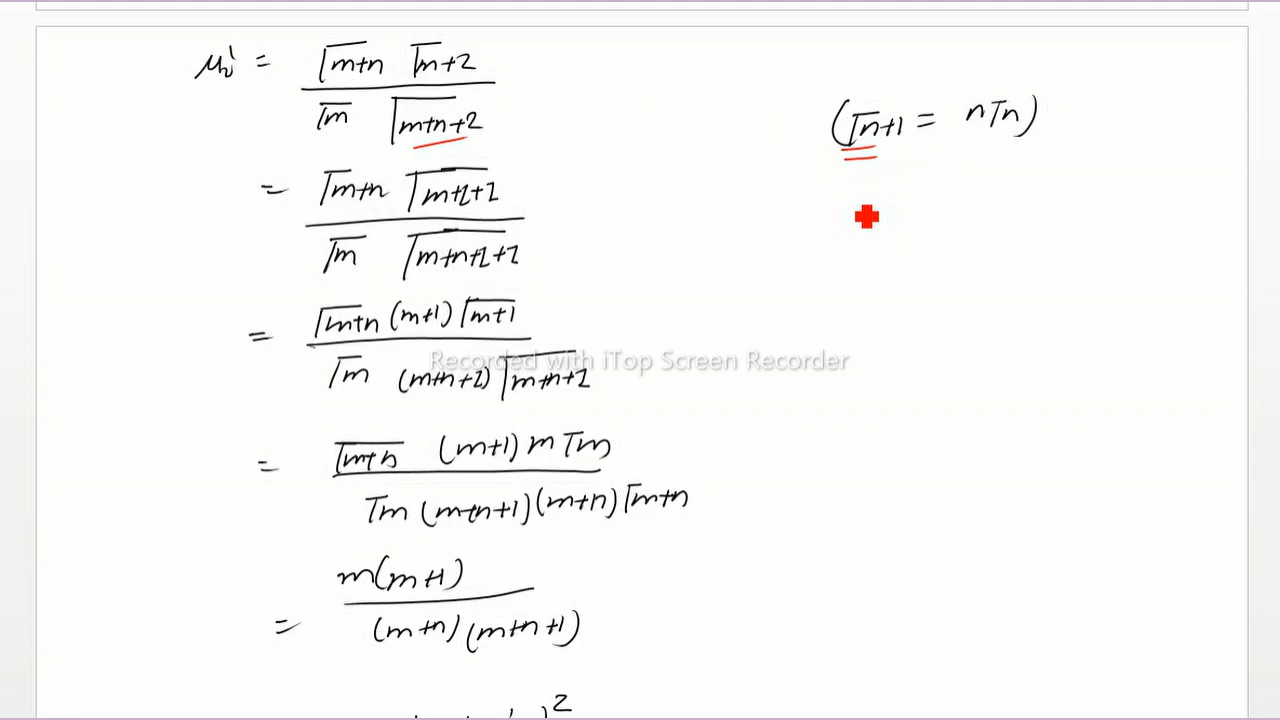 μ₂' = Γm+n Γm+2 / Γm Γm+n+2
(Γn+1 = nΓn)
= Γm+n Γm+1+1 / Γm Γm+n+1+1
= Γm+n (m+1) Γm+1 / Γm (m+n+1) Γm+n+1
Recorded with iTop Screen Recorder
= Γm+n (m+1) m Γm / Γm (m+n+1)(m+n) Γm+n
= m(m+1) / (m+n)(m+n+1)